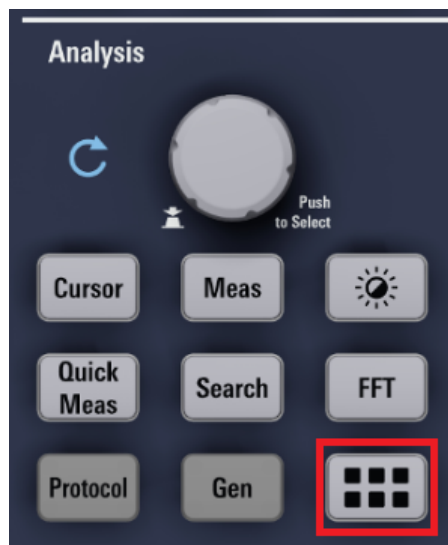 Analysis
Push
to Select
Cursor
Meas
Quick
Meas
Search
FFT
Protocol
Gen